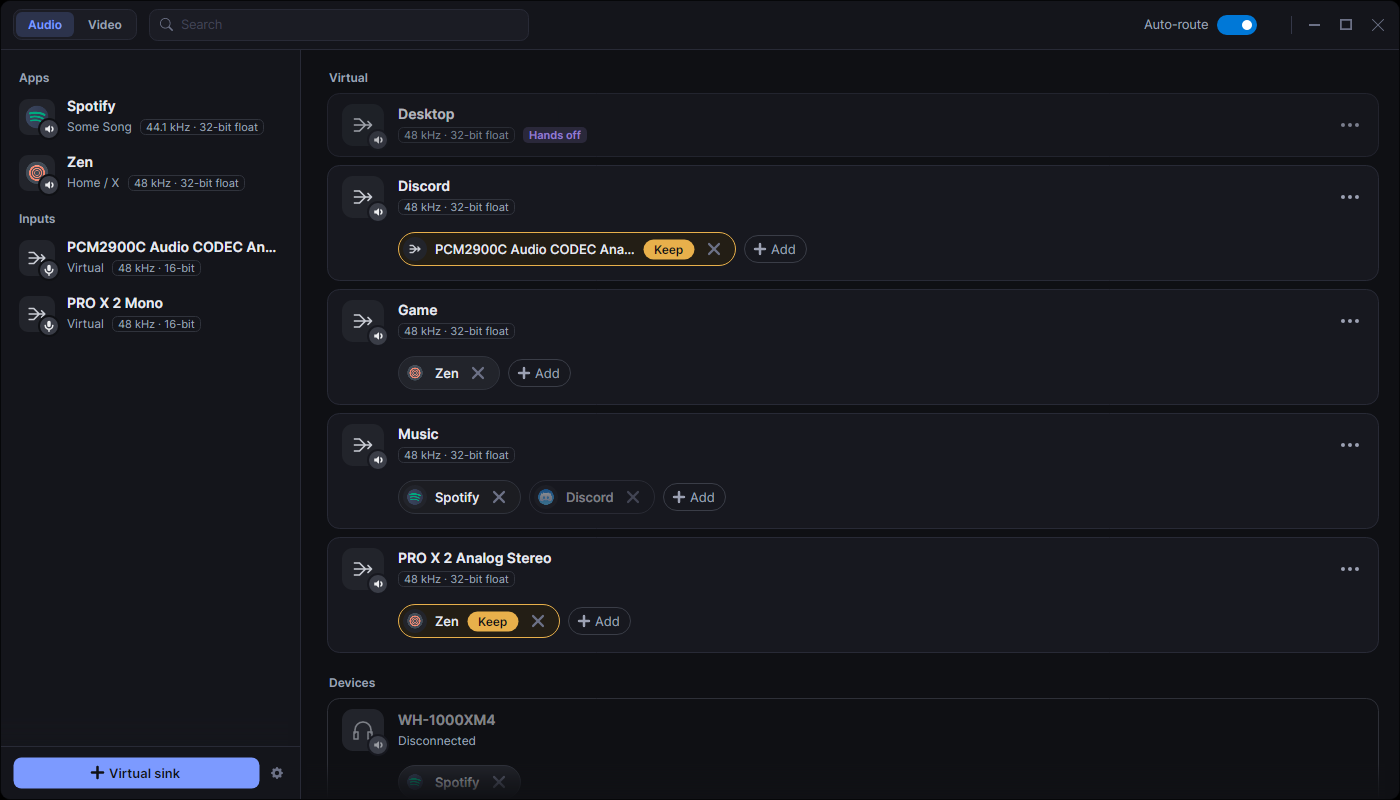 Audio Video Search Auto-route
Apps
Spotify
Some Song 44.1 kHz · 32-bit float
Zen
Home / X 48 kHz · 32-bit float
Inputs
PCM2900C Audio CODEC An...
Virtual 48 kHz · 16-bit
PRO X 2 Mono
Virtual 48 kHz · 16-bit
Virtual sink
Virtual
Desktop
48 kHz · 32-bit float Hands off
Discord
48 kHz · 32-bit float
PCM2900C Audio CODEC Ana... Keep Add
Game
48 kHz · 32-bit float
Zen Add
Music
48 kHz · 32-bit float
Spotify Discord Add
PRO X 2 Analog Stereo
48 kHz · 32-bit float
Zen Keep Add
Devices
WH-1000XM4
Disconnected
Spotify